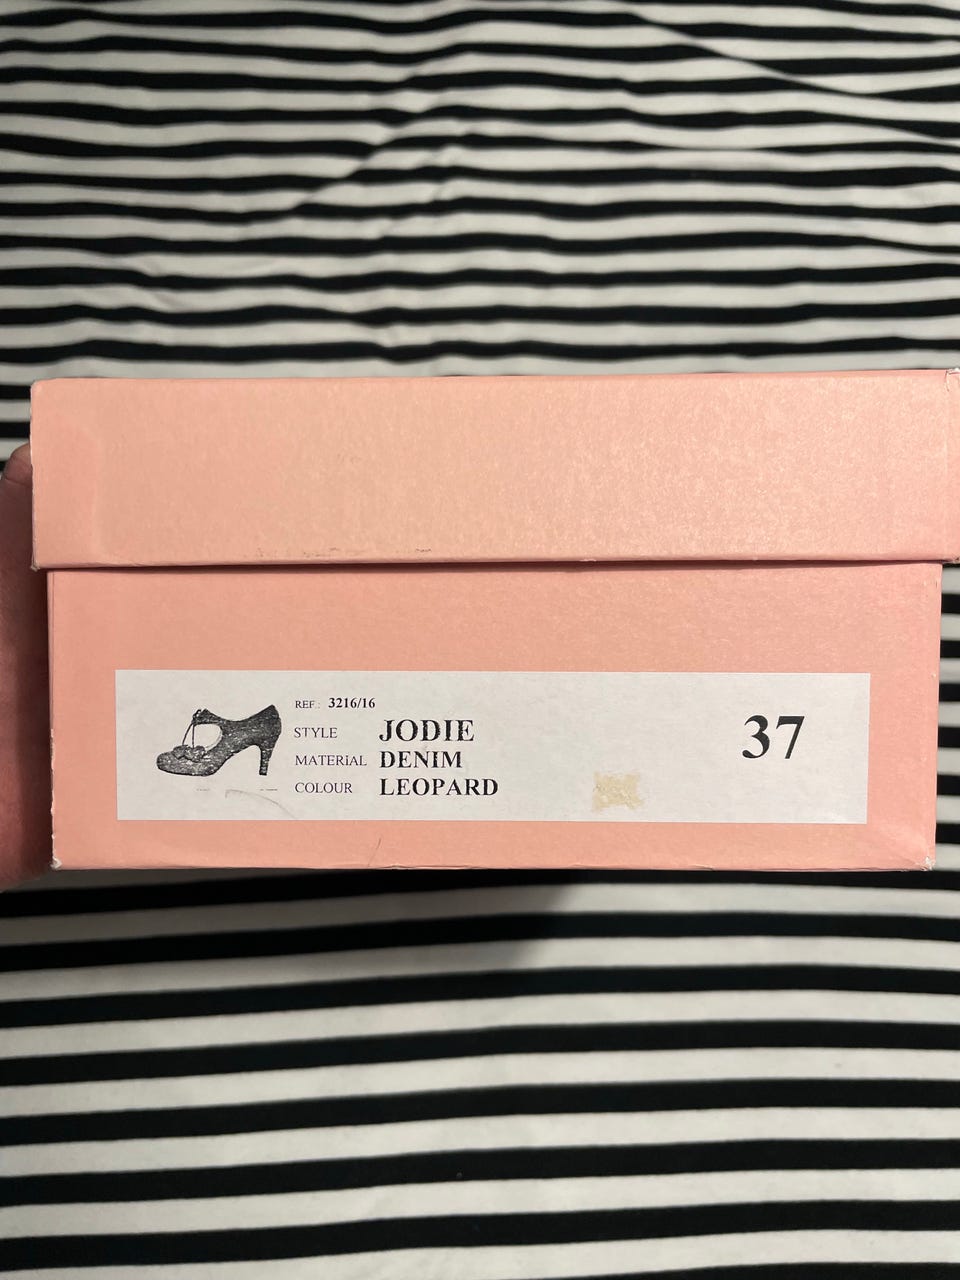 REF.: 3216/16
STYLE JODIE
MATERiAL DENIM
COLOUR LEOPARD
37